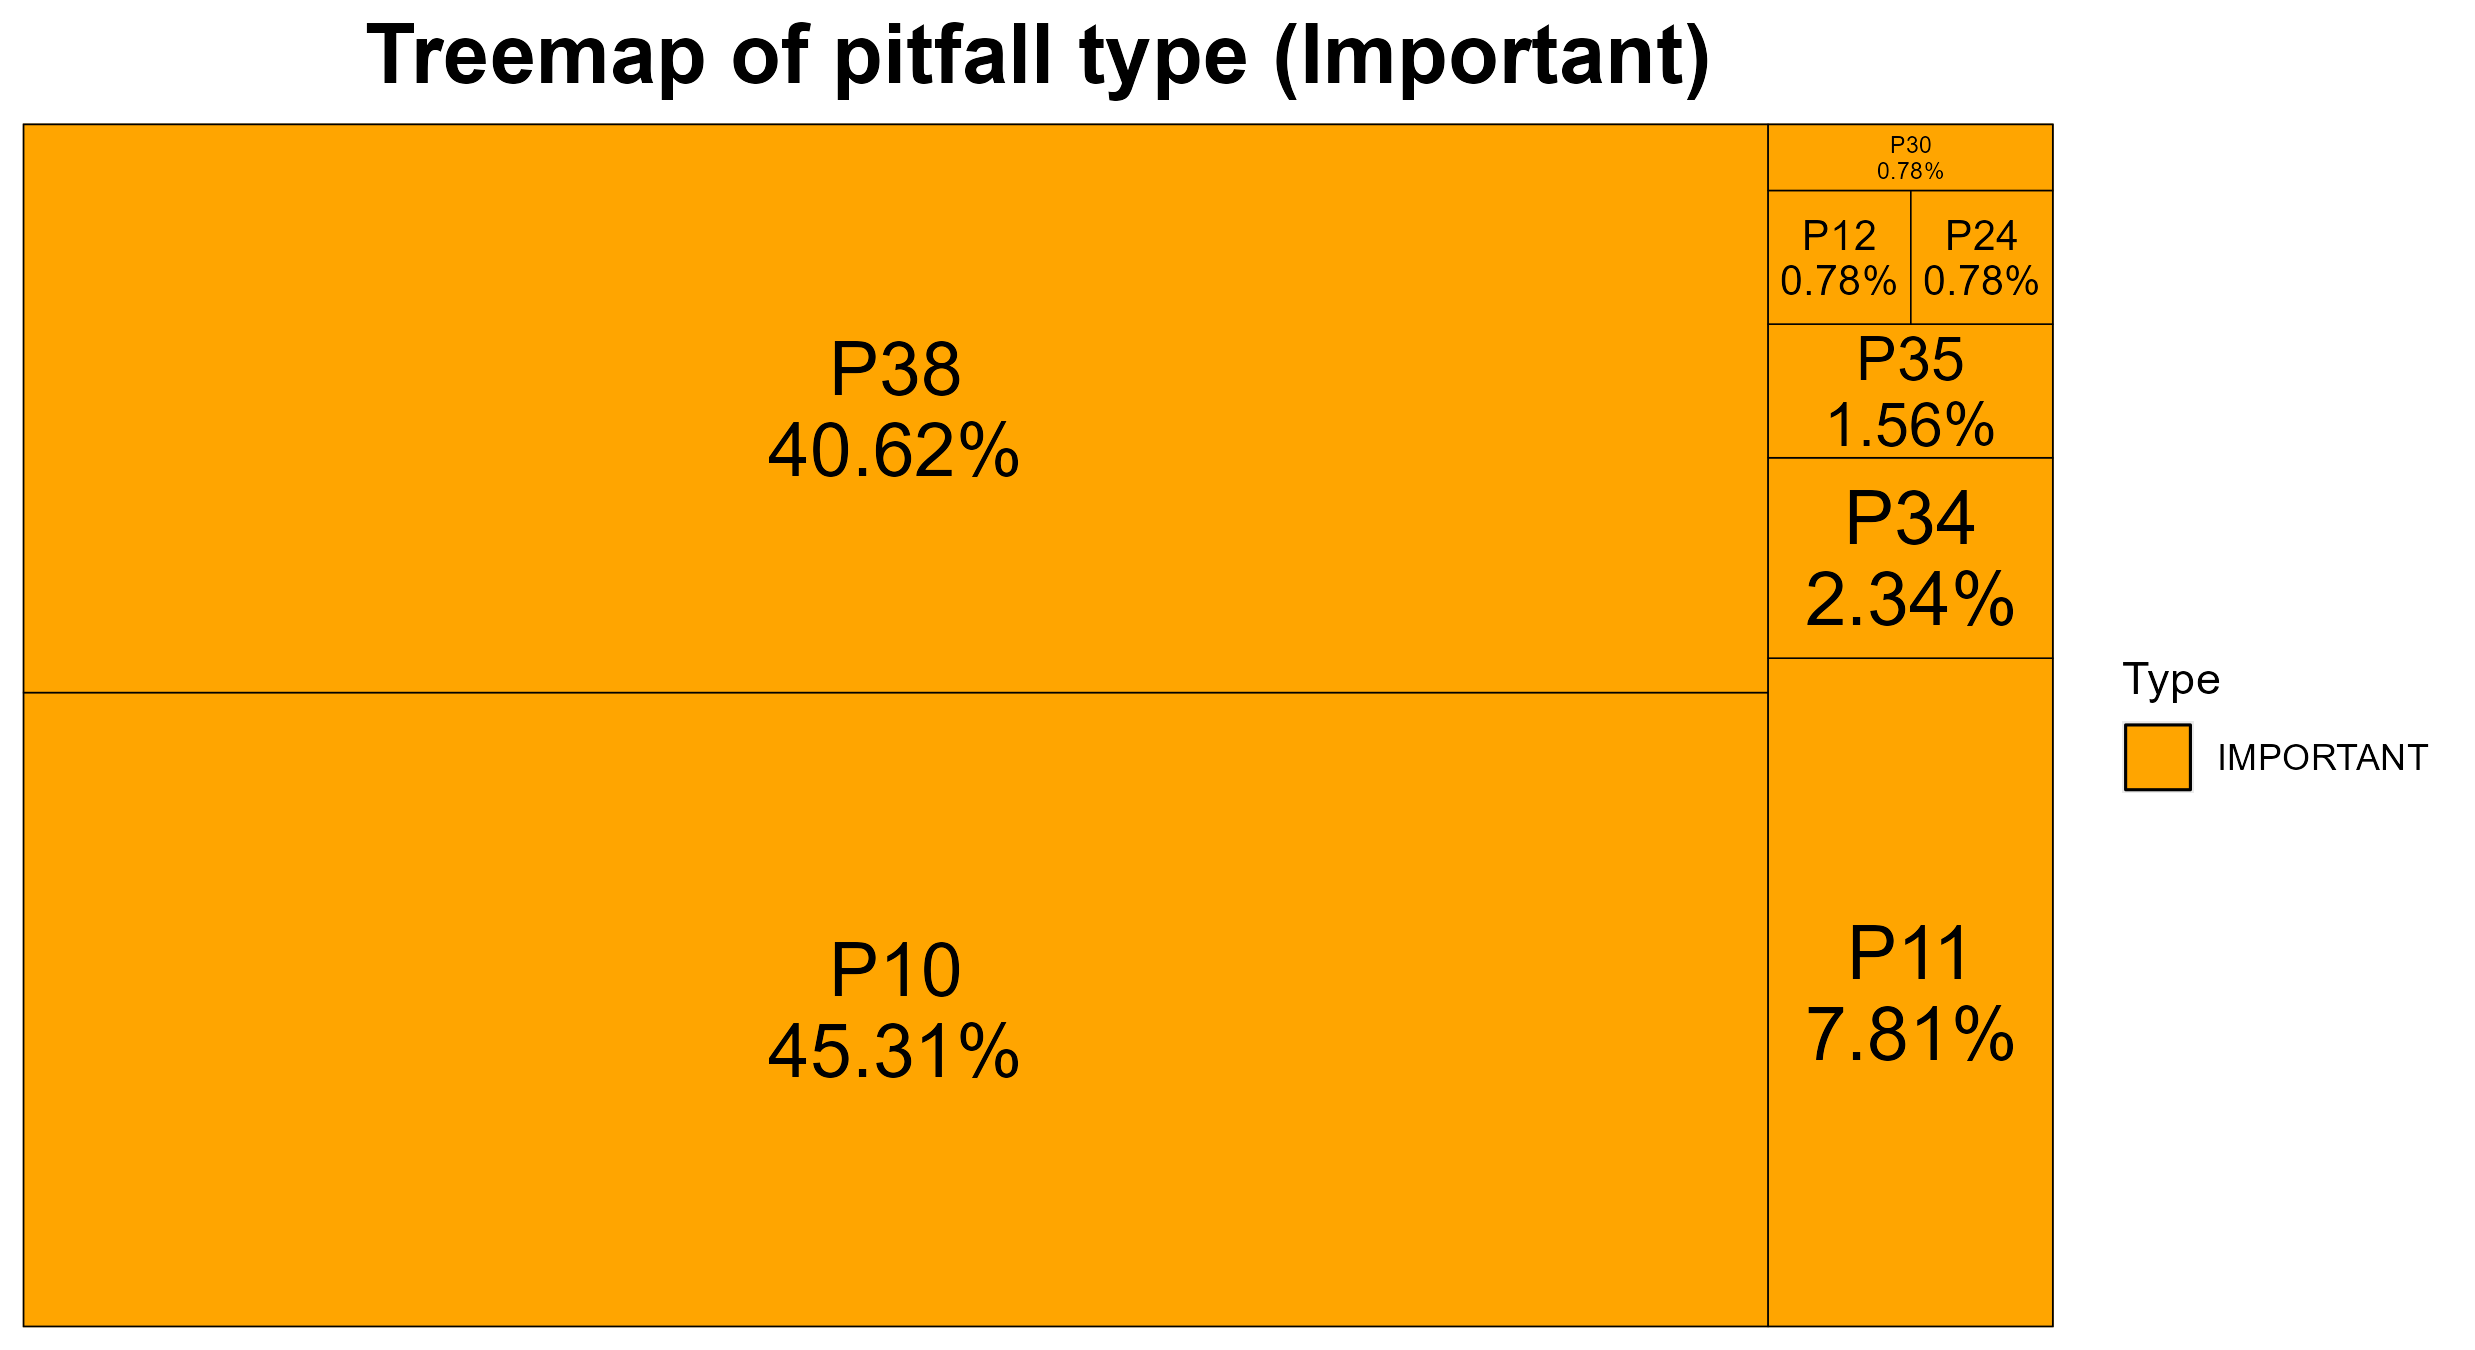 Treemap of pitfall type (Important)
P38
40.62%
P10
45.31%
P30
0.78%
P12
0.78%
P24
0.78%
P35
1.56%
P34
2.34%
P11
7.81%
Type
IMPORTANT